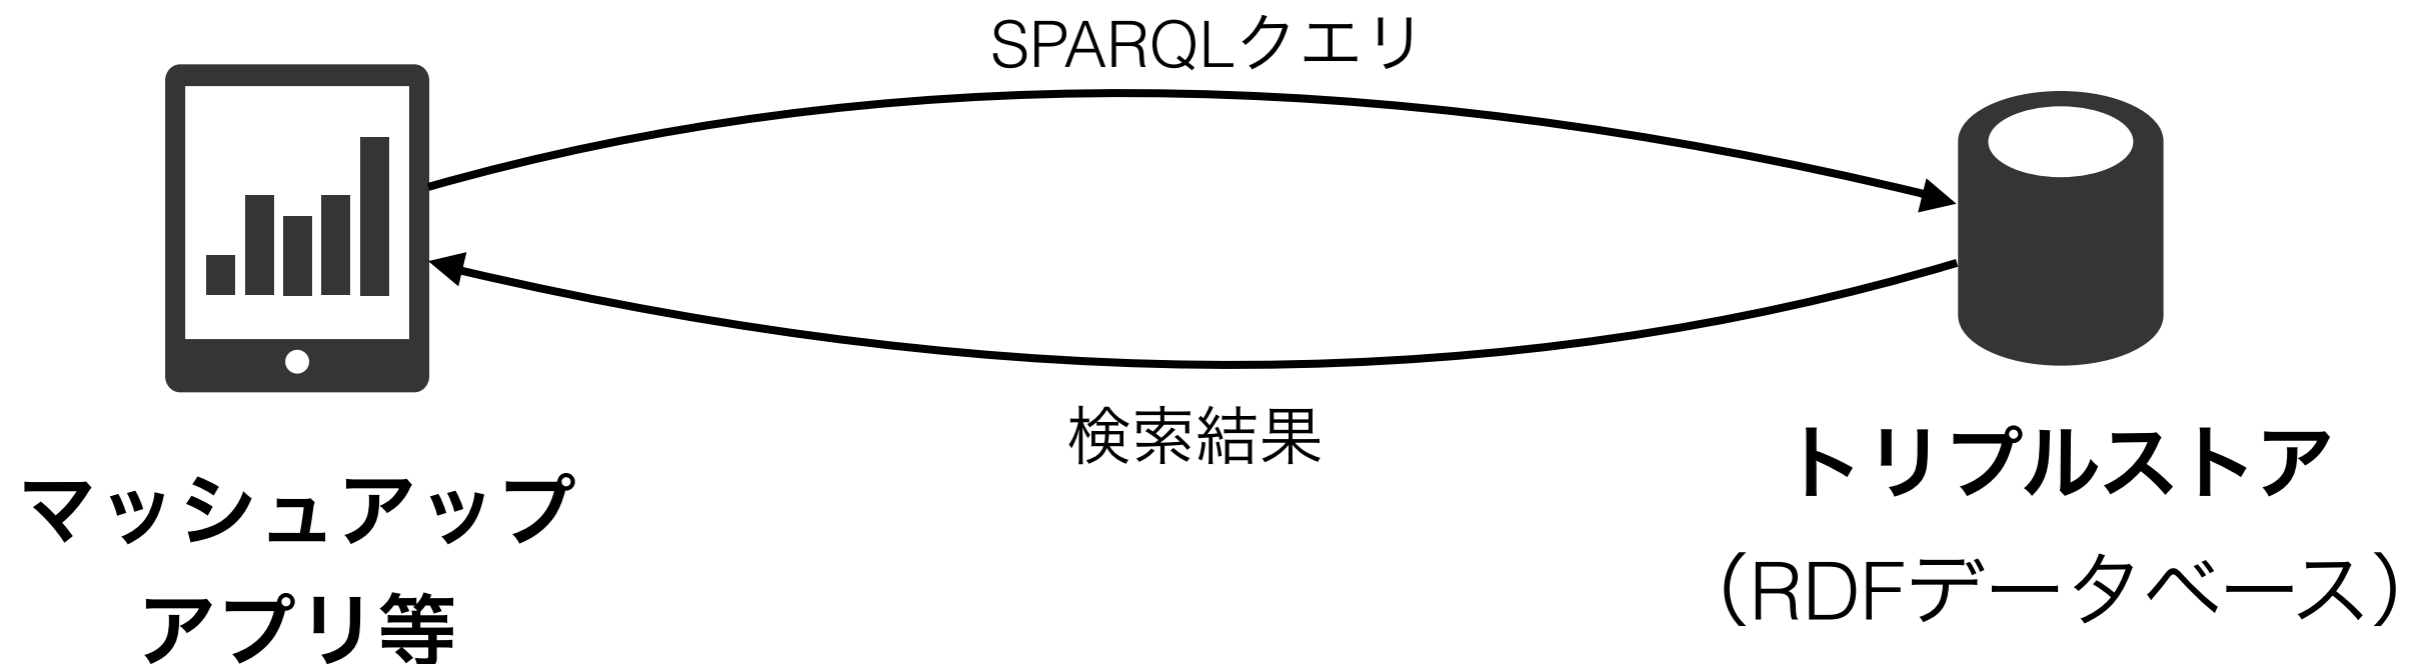 SPARQLクエリ
検索結果
マッシュアップ
アプリ等
トリプルストア
（RDFデータベース）